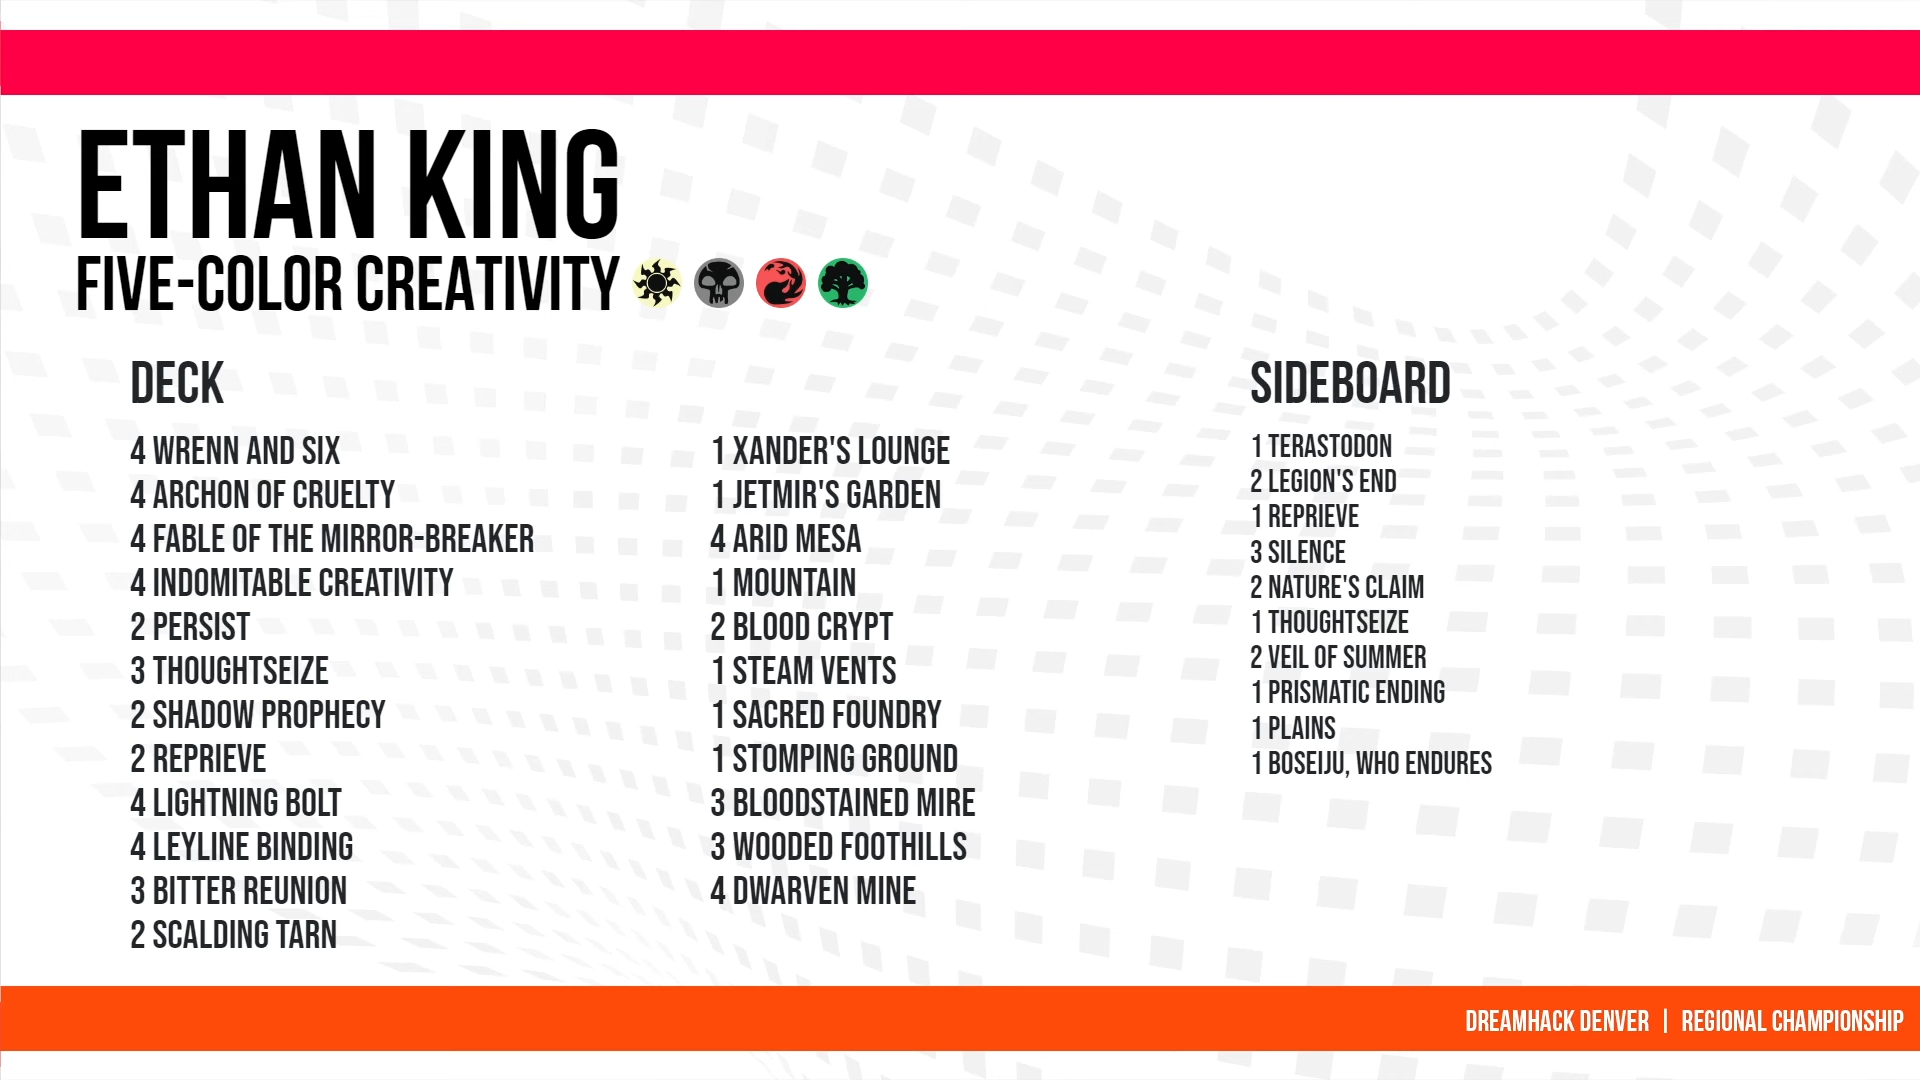 ETHAN KING
FIVE-COLOR CREATIVITY
DECK
4 WRENN AND SIX
4 ARCHON OF CRUELTY
4 FABLE OF THE MIRROR-BREAKER
4 INDOMITABLE CREATIVITY
2 PERSIST
3 THOUGHTSEIZE
2 SHADOW PROPHECY
2 REPRIEVE
4 LIGHTNING BOLT
4 LEYLINE BINDING
3 BITTER REUNION
2 SCALDING TARN
1 XANDER'S LOUNGE
1 JETMIR'S GARDEN
4 ARID MESA
1 MOUNTAIN
2 BLOOD CRYPT
1 STEAM VENTS
1 SACRED FOUNDRY
1 STOMPING GROUND
3 BLOODSTAINED MIRE
3 WOODED FOOTHILLS
4 DWARVEN MINE
SIDEBOARD
1 TERASTODON
2 LEGION'S END
1 REPRIEVE
3 SILENCE
2 NATURE'S CLAIM
1 THOUGHTSEIZE
2 VEIL OF SUMMER
1 PRISMATIC ENDING
1 PLAINS
1 BOSEIJU, WHO ENDURES
DREAMHACK DENVER | REGIONAL CHAMPIONSHIP